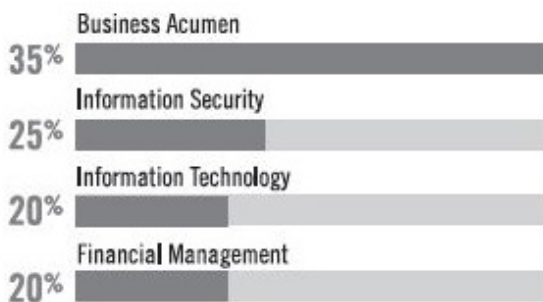 Business Acumen
35%
Information Security
25%
Information Technology
20%
Financial Management
20%